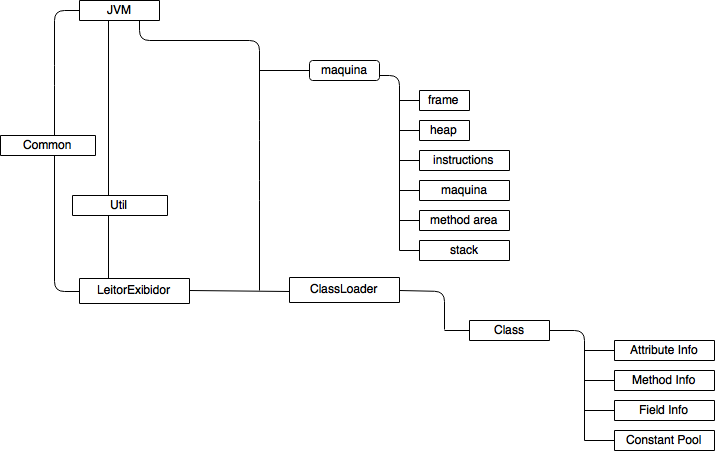 JVM
maquina
frame
heap
Common
instructions
maquina
Util
method area
stack
LeitorExibidor
ClassLoader
Class
Attribute Info
Method Info
Field Info
Constant Pool